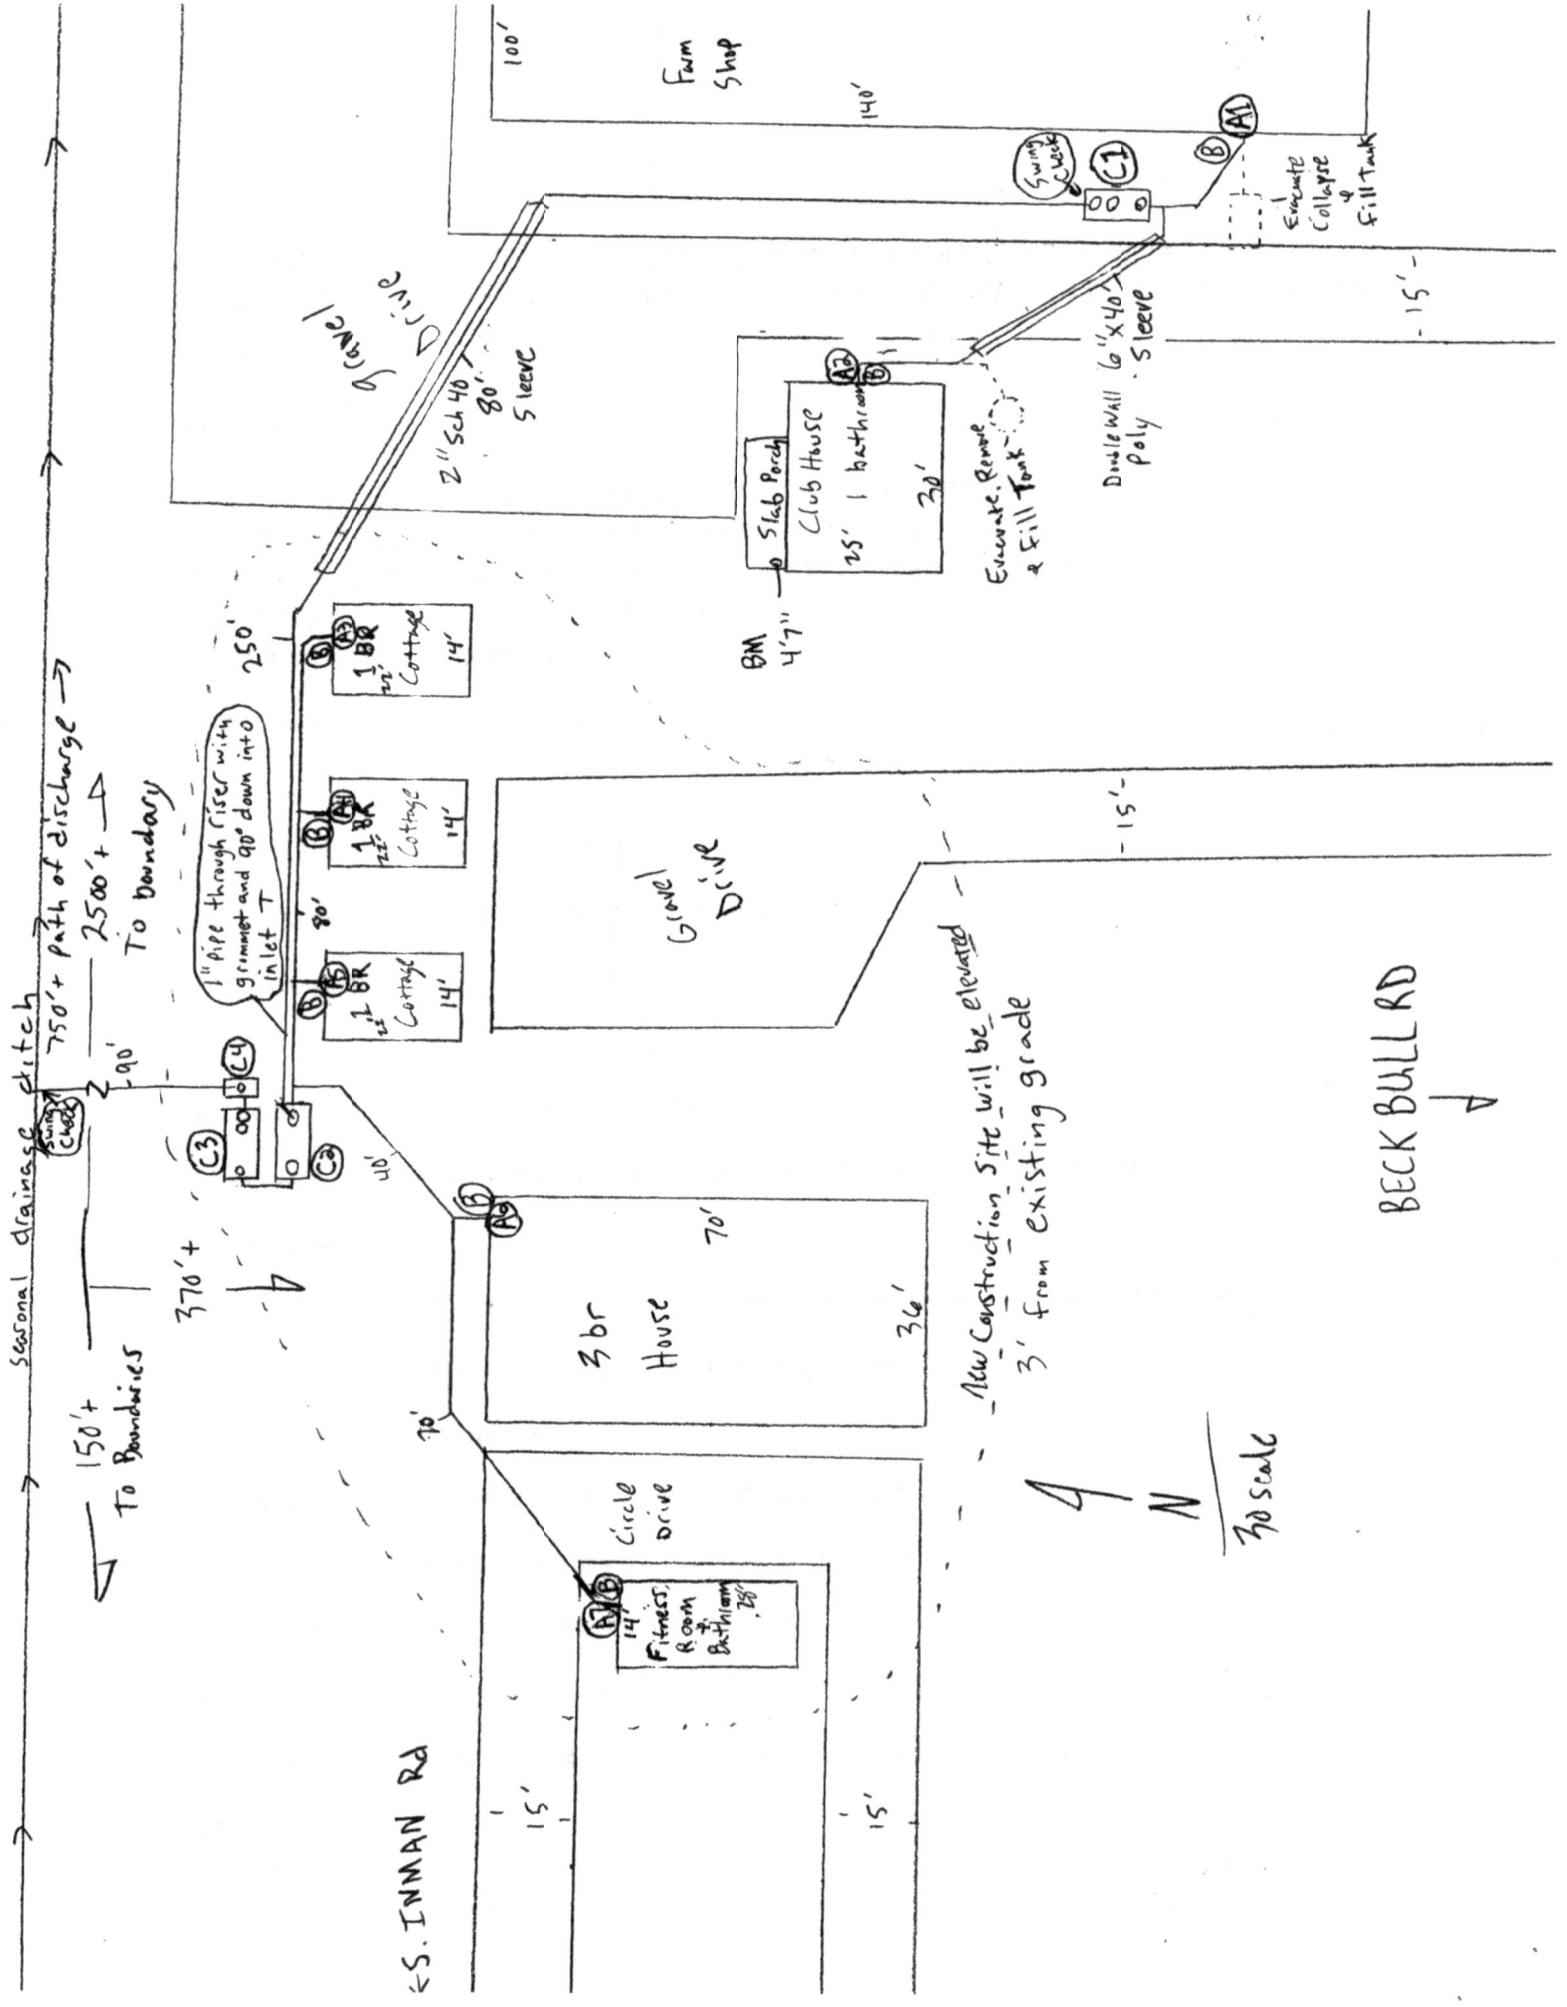 seasonal drainage ditch
Swing
Check
750'+ path of discharge →
2500'+
To boundary
90'
150'+
To Boundaries
370'+
C3
C4
C2
1" pipe through riser with
grommet and 90° down into
inlet T
250'
80'
40'
70'
B
A3
1 BR
22'
Cottage
14'
B
A4
1 BR
22'
Cottage
14'
B
A5
1 BR
22'
Cottage
14'
gravel
Drive
2" Sch 40
80'
Sleeve
100'
Farm
Shop
140'
Swing
Check
C1
B
A1
Evacuate
Collapse
&
fill Tank
Slab Porch
Club House
1 bathroom
25'
30'
A2
B
BM
4'7"
Evacuate, Remove
& Fill Tank
Double Wall 6" x 40'
Poly Sleeve
15'
Gravel
Drive
15'
B
A6
3 br
House
70'
36'
New Construction Site will be elevated
3' from existing grade
Circle
Drive
A7
B
14'
Fitness
Room
&
Bathroom
28'
15'
15'
←S. INMAN Rd
BECK BULL RD
N
30 scale